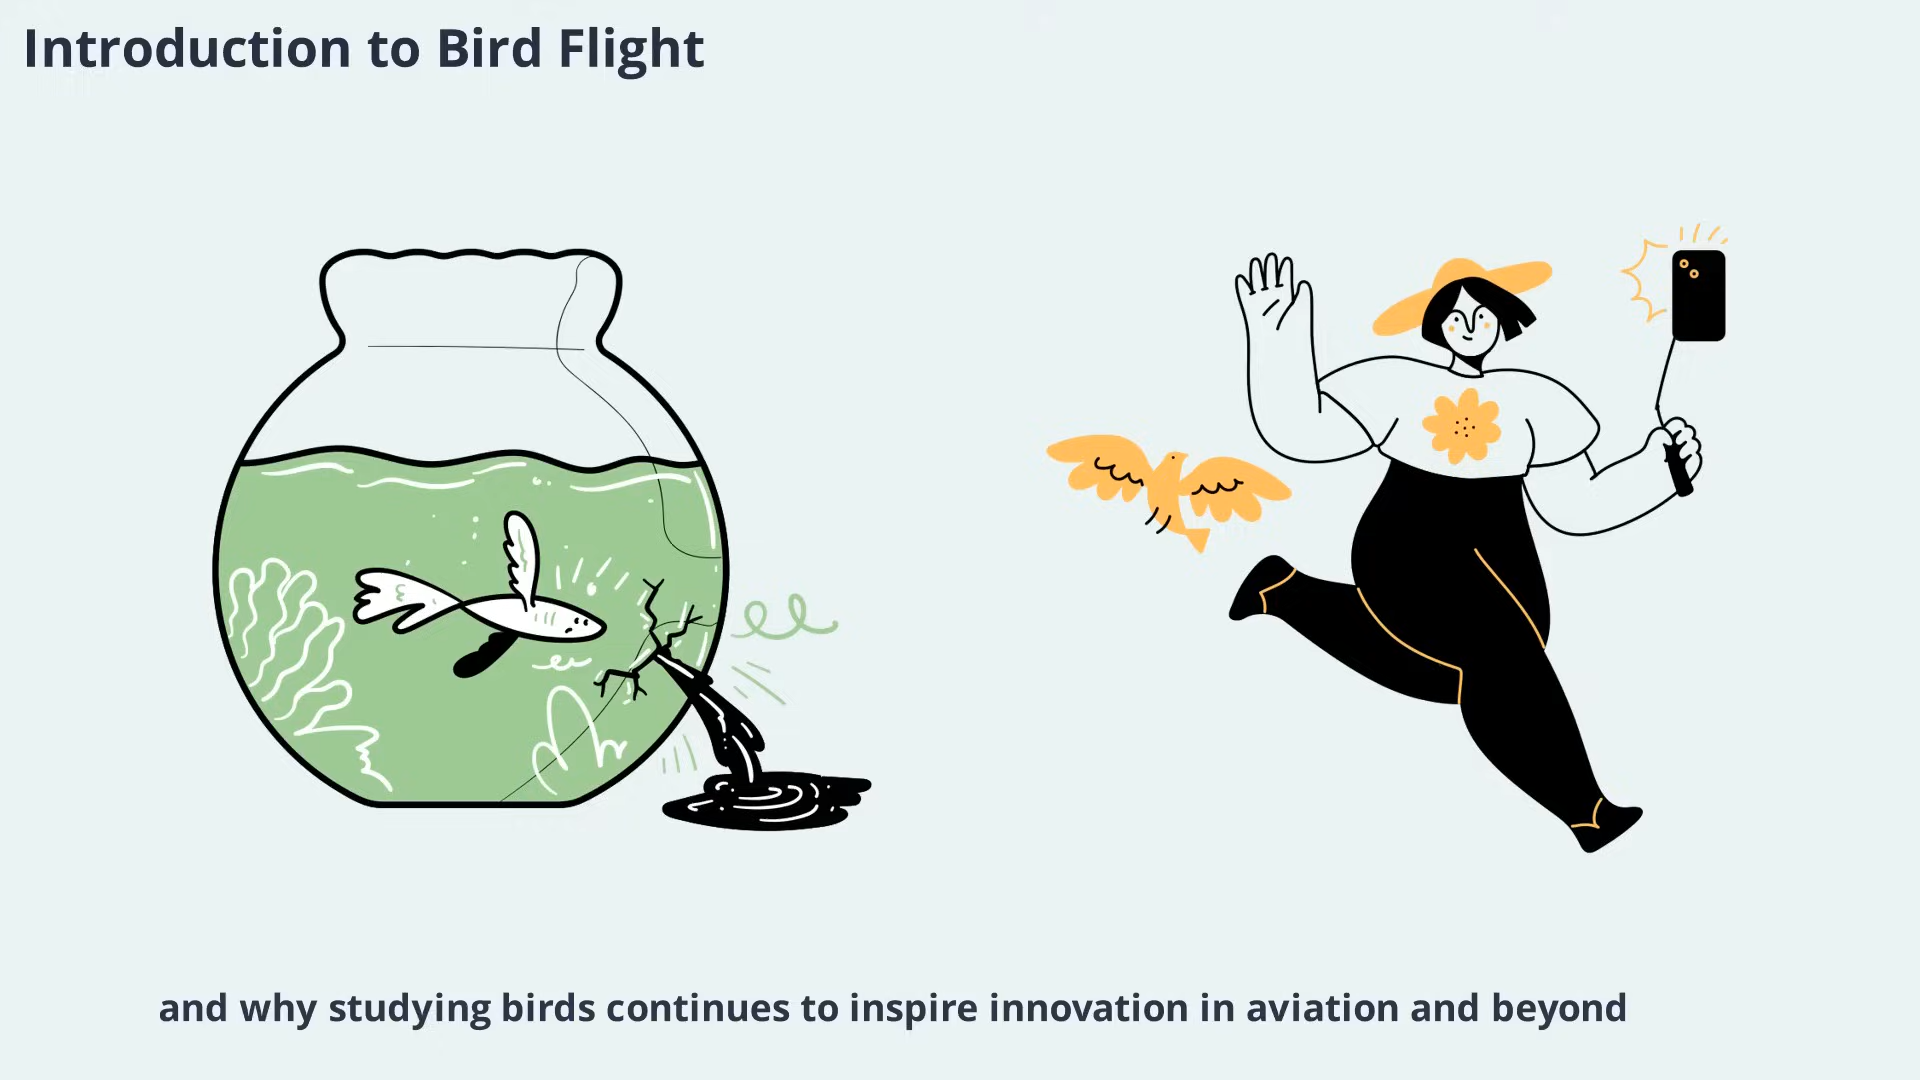 Introduction to Bird Flight
and why studying birds continues to inspire innovation in aviation and beyond